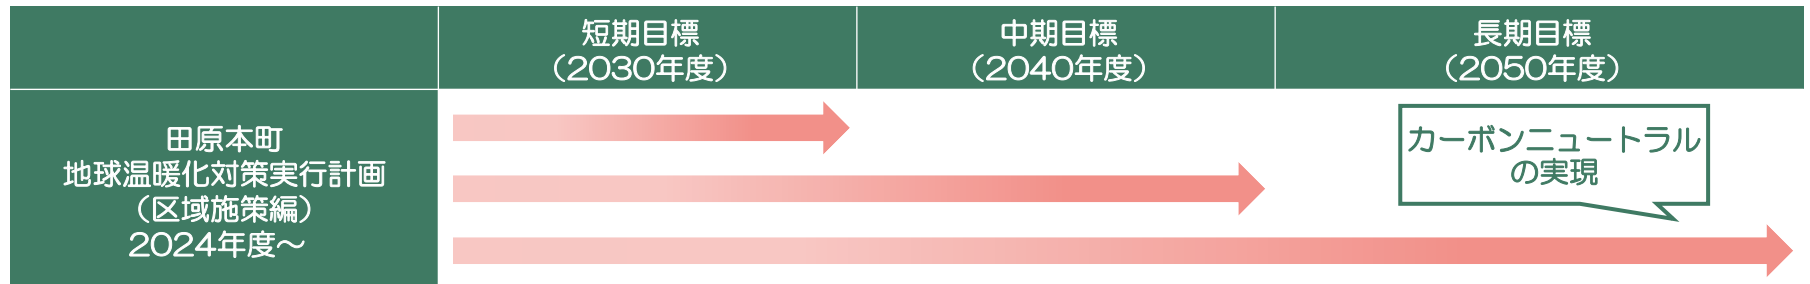 短期目標
（2030年度）
中期目標
（2040年度）
長期目標
（2050年度）
田原本町
地球温暖化対策実行計画
（区域施策編）
2024年度～
カーボンニュートラル
の実現